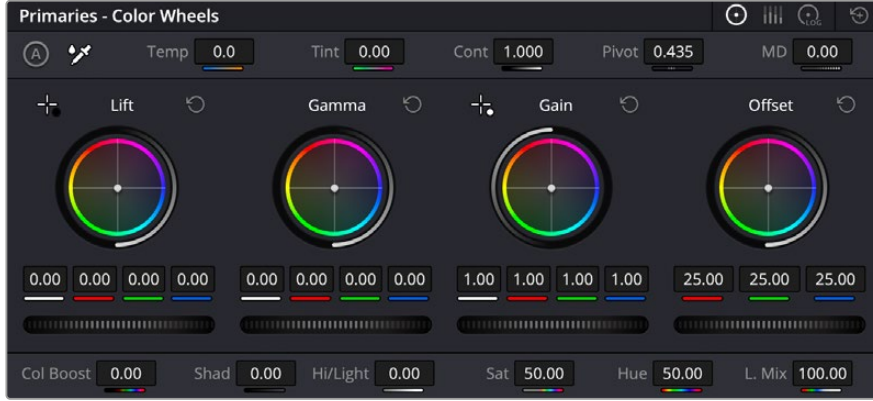 Primaries - Color Wheels
LOG
A Temp 0.0 Tint 0.00 Cont 1.000 Pivot 0.435 MD 0.00
Lift Gamma Gain Offset
0.00 0.00 0.00 0.00 0.00 0.00 0.00 0.00 1.00 1.00 1.00 1.00 25.00 25.00 25.00
Col Boost 0.00 Shad 0.00 Hi/Light 0.00 Sat 50.00 Hue 50.00 L. Mix 100.00